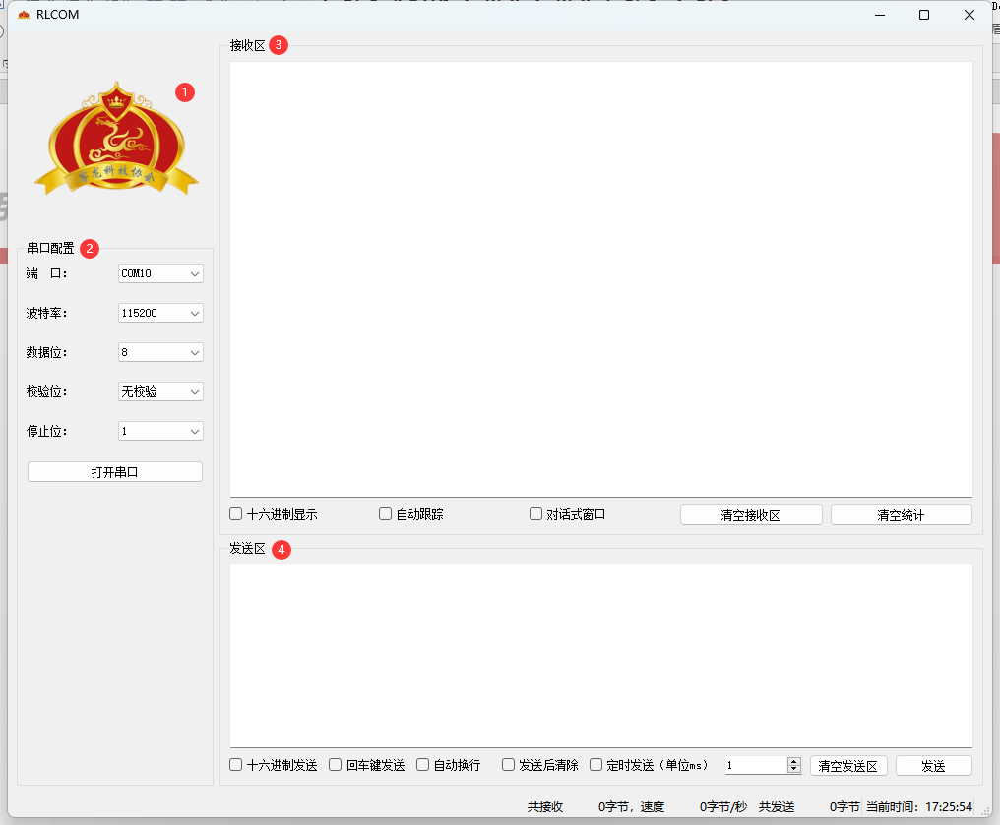 RLCOM
1
龙科技协
串口配置 2
端 口:
COM10
波特率:
115200
数据位:
8
校验位:
无校验
停止位:
1
打开串口
接收区 3
十六进制显示 自动跟踪 对话式窗口 清空接收区 清空统计
发送区 4
十六进制发送 回车键发送 自动换行 发送后清除 定时发送（单位ms） 1 清空发送区 发送
共接收 0字节，速度 0字节/秒 共发送 0字节 当前时间: 17:25:54